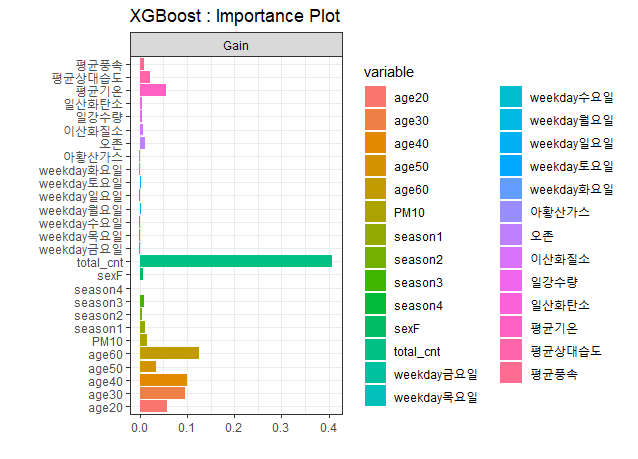 XGBoost : Importance Plot
Gain
평균풍속
평균상대습도
평균기온
일산화탄소
일강수량
이산화질소
오존
아황산가스
weekday화요일
weekday토요일
weekday일요일
weekday월요일
weekday수요일
weekday목요일
weekday금요일
total_cnt
sexF
season4
season3
season2
season1
PM10
age60
age50
age40
age30
age20
0.0 0.1 0.2 0.3 0.4
variable
age20
age30
age40
age50
age60
PM10
season1
season2
season3
season4
sexF
total_cnt
weekday금요일
weekday목요일
weekday수요일
weekday월요일
weekday일요일
weekday토요일
weekday화요일
아황산가스
오존
이산화질소
일강수량
일산화탄소
평균기온
평균상대습도
평균풍속